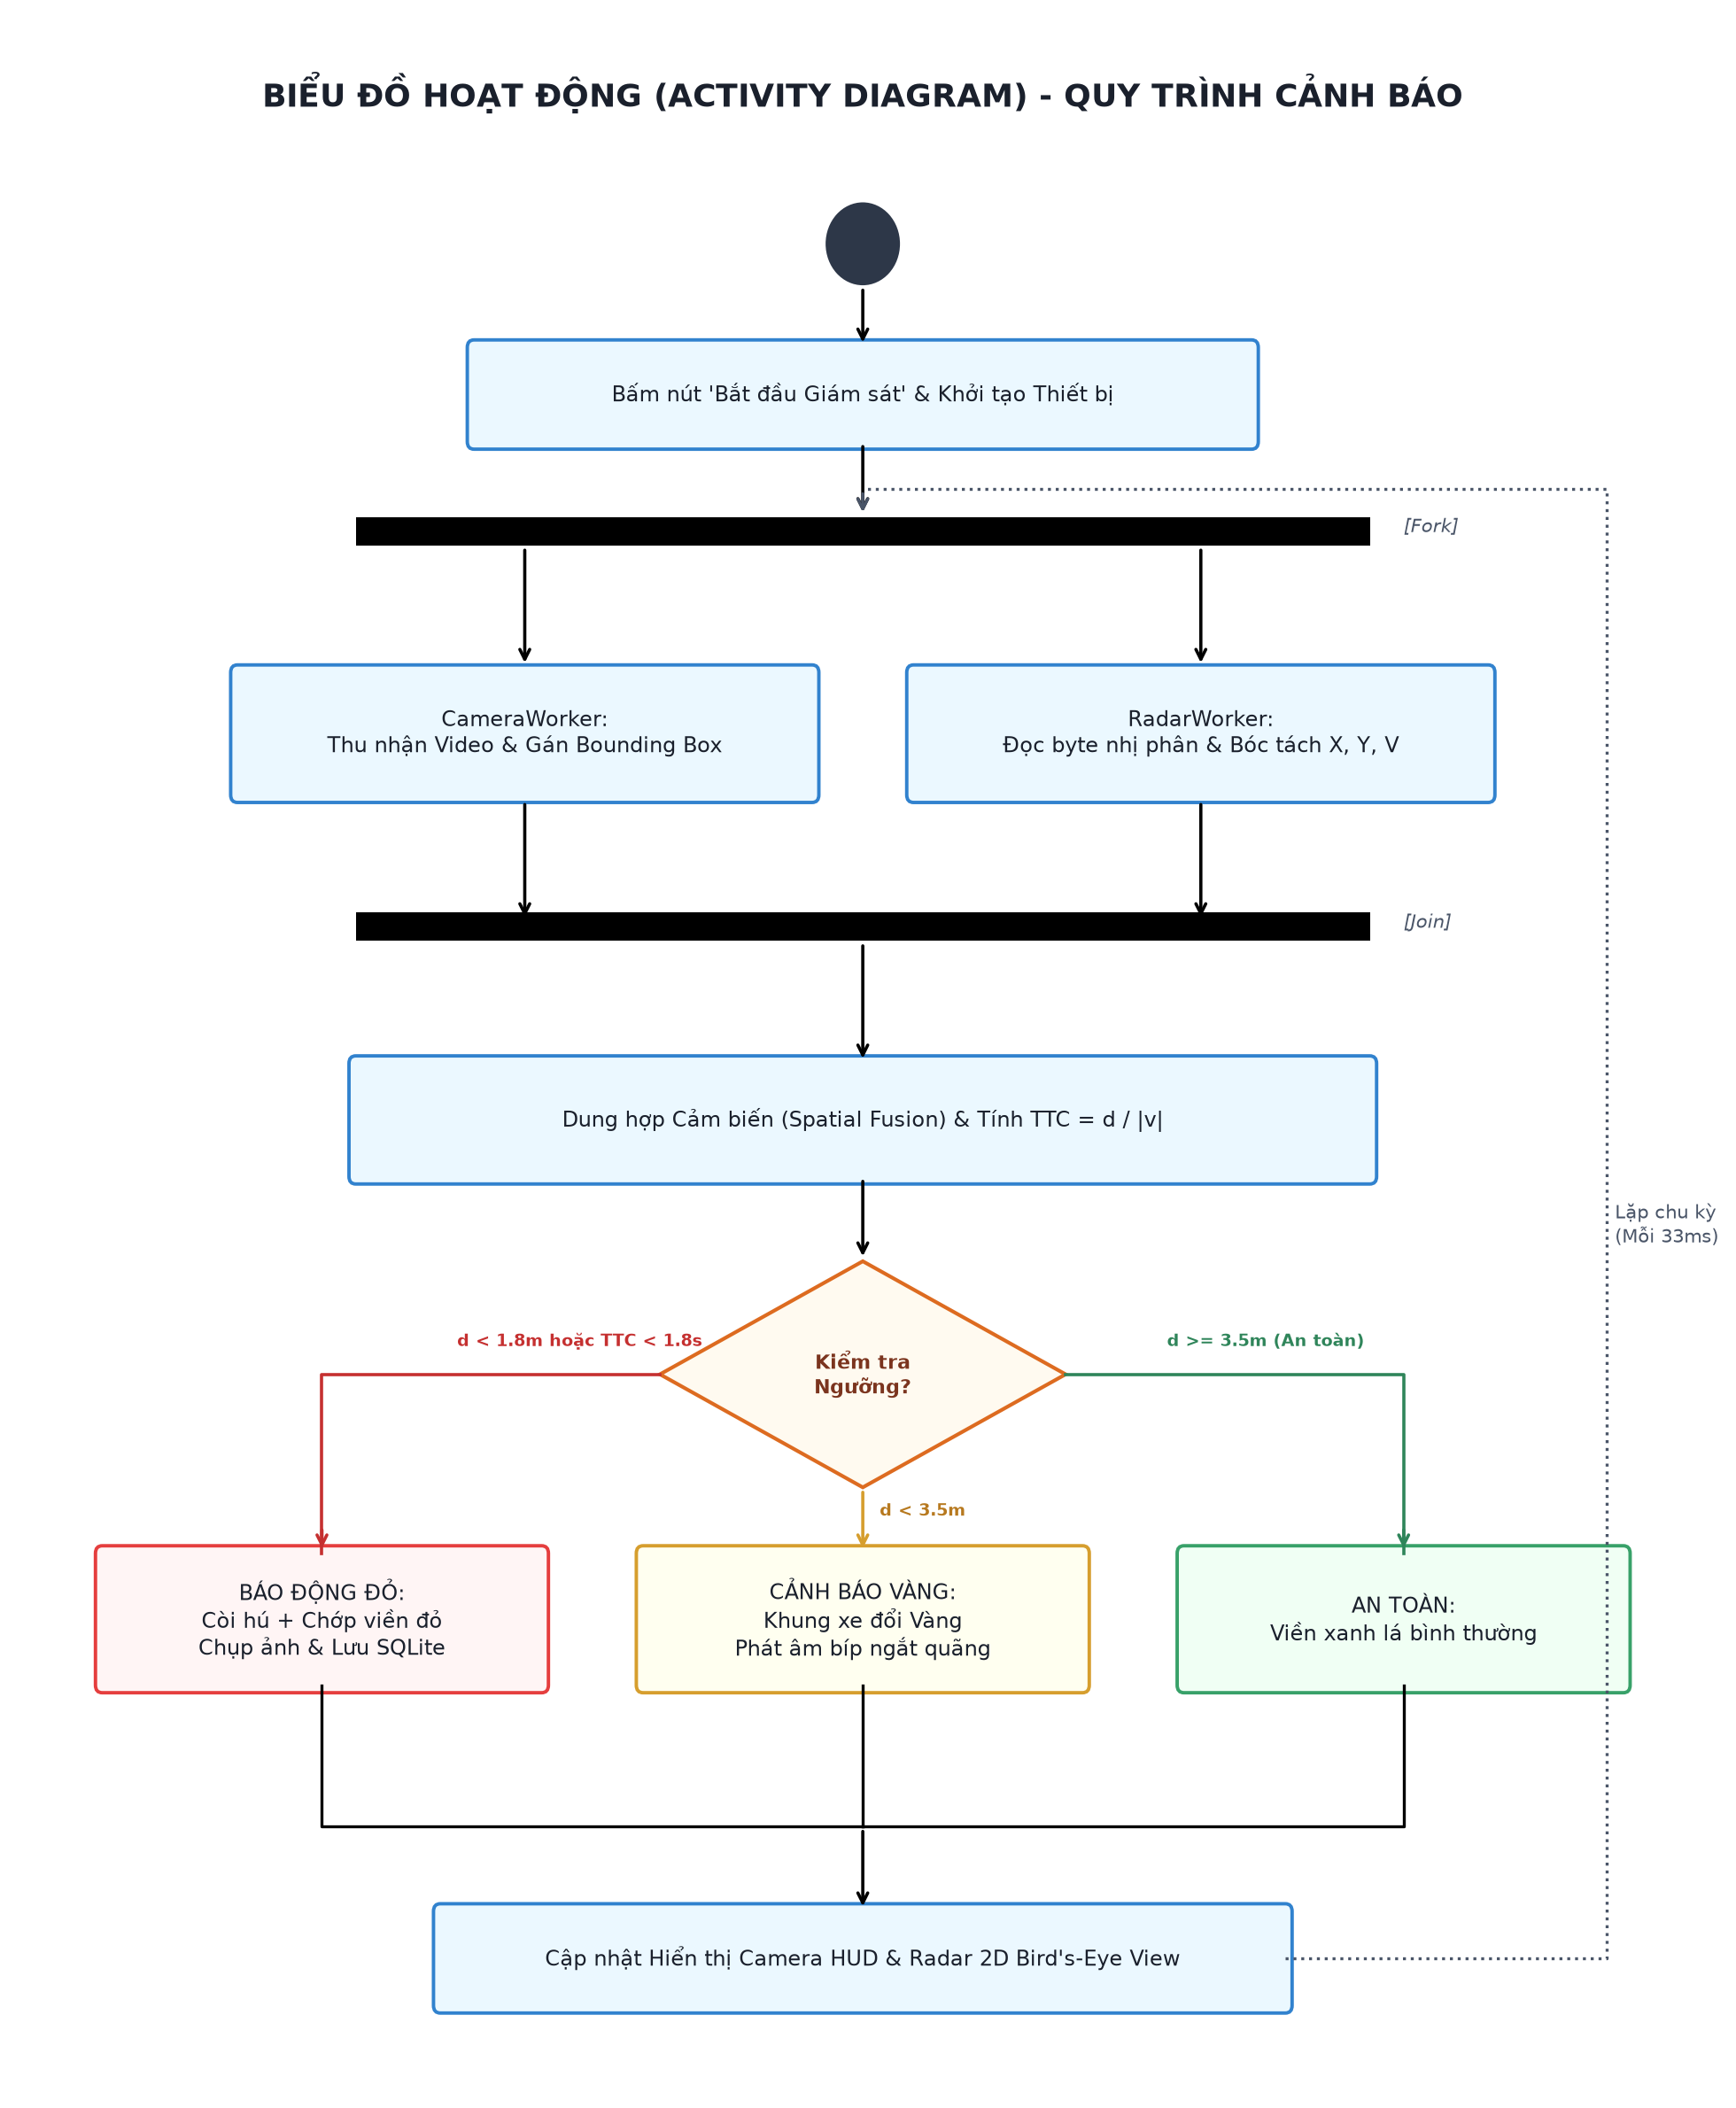 BIỂU ĐỒ HOẠT ĐỘNG (ACTIVITY DIAGRAM) - QUY TRÌNH CẢNH BÁO
Bấm nút 'Bắt đầu Giám sát' & Khởi tạo Thiết bị
[Fork]
CameraWorker:
Thu nhận Video & Gán Bounding Box
RadarWorker:
Đọc byte nhị phân & Bóc tách X, Y, V
[Join]
Dung hợp Cảm biến (Spatial Fusion) & Tính TTC = d / |v|
Lặp chu kỳ
(Mỗi 33ms)
d < 1.8m hoặc TTC < 1.8s
d >= 3.5m (An toàn)
Kiểm tra
Ngưỡng?
d < 3.5m
BÁO ĐỘNG ĐỎ:
Còi hú + Chớp viền đỏ
Chụp ảnh & Lưu SQLite
CẢNH BÁO VÀNG:
Khung xe đổi Vàng
Phát âm bíp ngắt quãng
AN TOÀN:
Viền xanh lá bình thường
Cập nhật Hiển thị Camera HUD & Radar 2D Bird's-Eye View